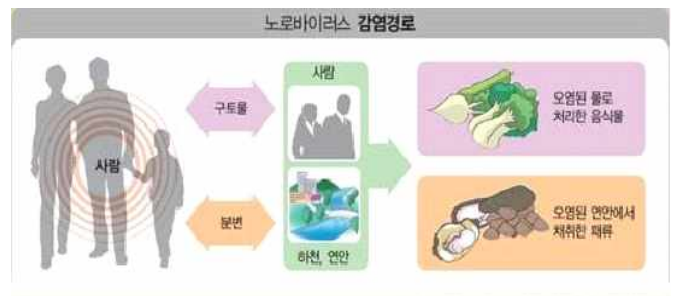 노로바이러스 감염경로
사람
구토물
분변
사람
하천, 연안
오염된 물로
처리한 음식물
오염된 연안에서
채취한 패류